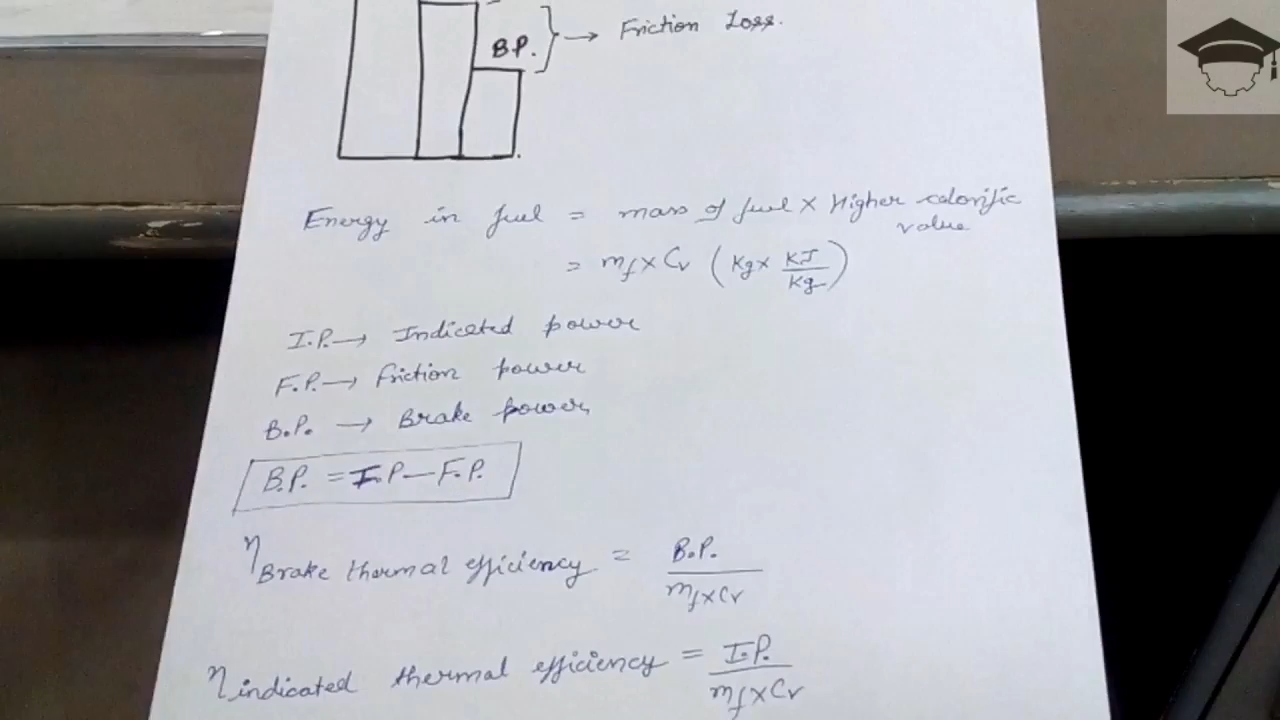 B.P. → Friction Loss.
Energy in fuel = mass of fuel × Higher calorific value
= mf × Cv (Kg × KJ/Kg)
I.P. → Indicated power
F.P. → Friction power
B.P. → Brake power
B.P. = I.P – F.P.
η Brake thermal efficiency = B.P. / mf × Cv
η indicated thermal efficiency = I.P. / mf × Cv